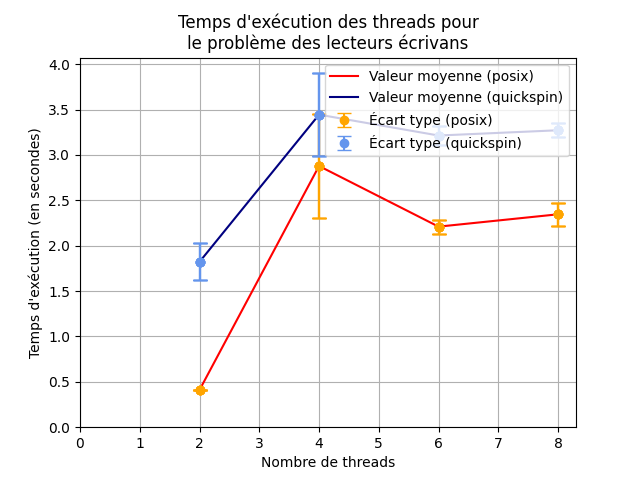 Temps d'exécution des threads pour
le problème des lecteurs écrivans
Valeur moyenne (posix)
Valeur moyenne (quickspin)
Écart type (posix)
Écart type (quickspin)
Temps d'exécution (en secondes)
4.0
3.5
3.0
2.5
2.0
1.5
1.0
0.5
0.0
0 1 2 3 4 5 6 7 8
Nombre de threads